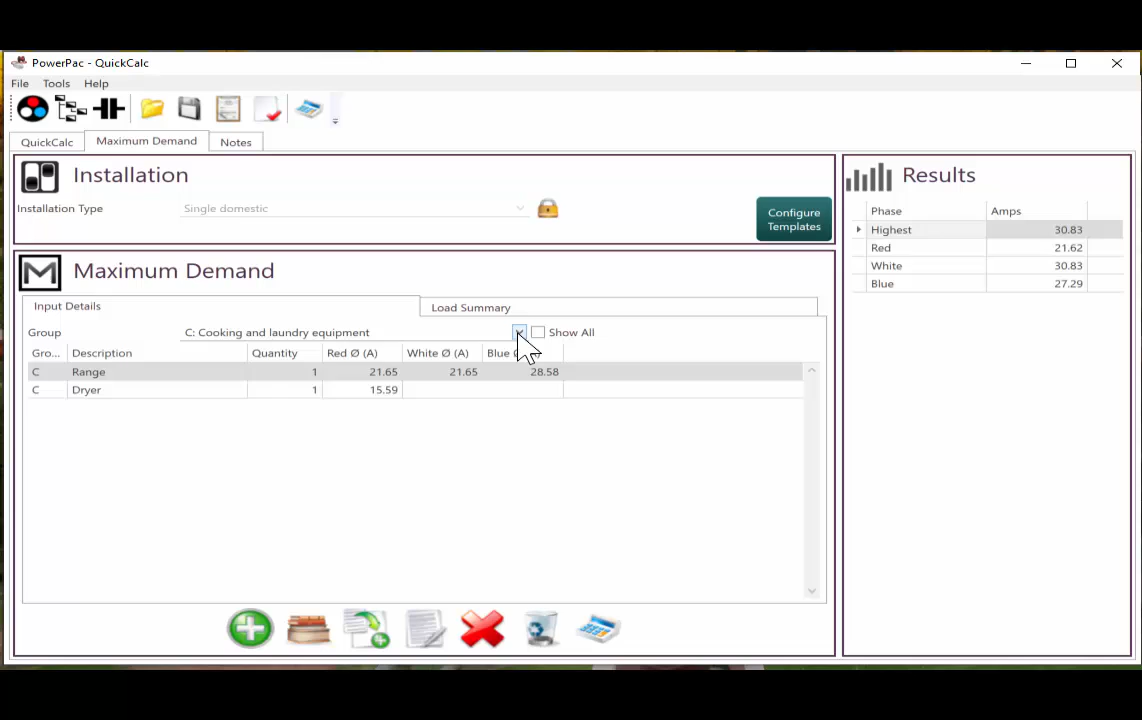 PowerPac - QuickCalc
File Tools Help
QuickCalc Maximum Demand Notes
Installation
Installation Type Single domestic
Configure Templates
Maximum Demand
Input Details Load Summary
Group C: Cooking and laundry equipment Show All
Gro... Description Quantity Red Ø (A) White Ø (A) Blue
C Range 1 21.65 21.65 28.58
C Dryer 1 15.59
Results
Phase Amps
Highest 30.83
Red 21.62
White 30.83
Blue 27.29